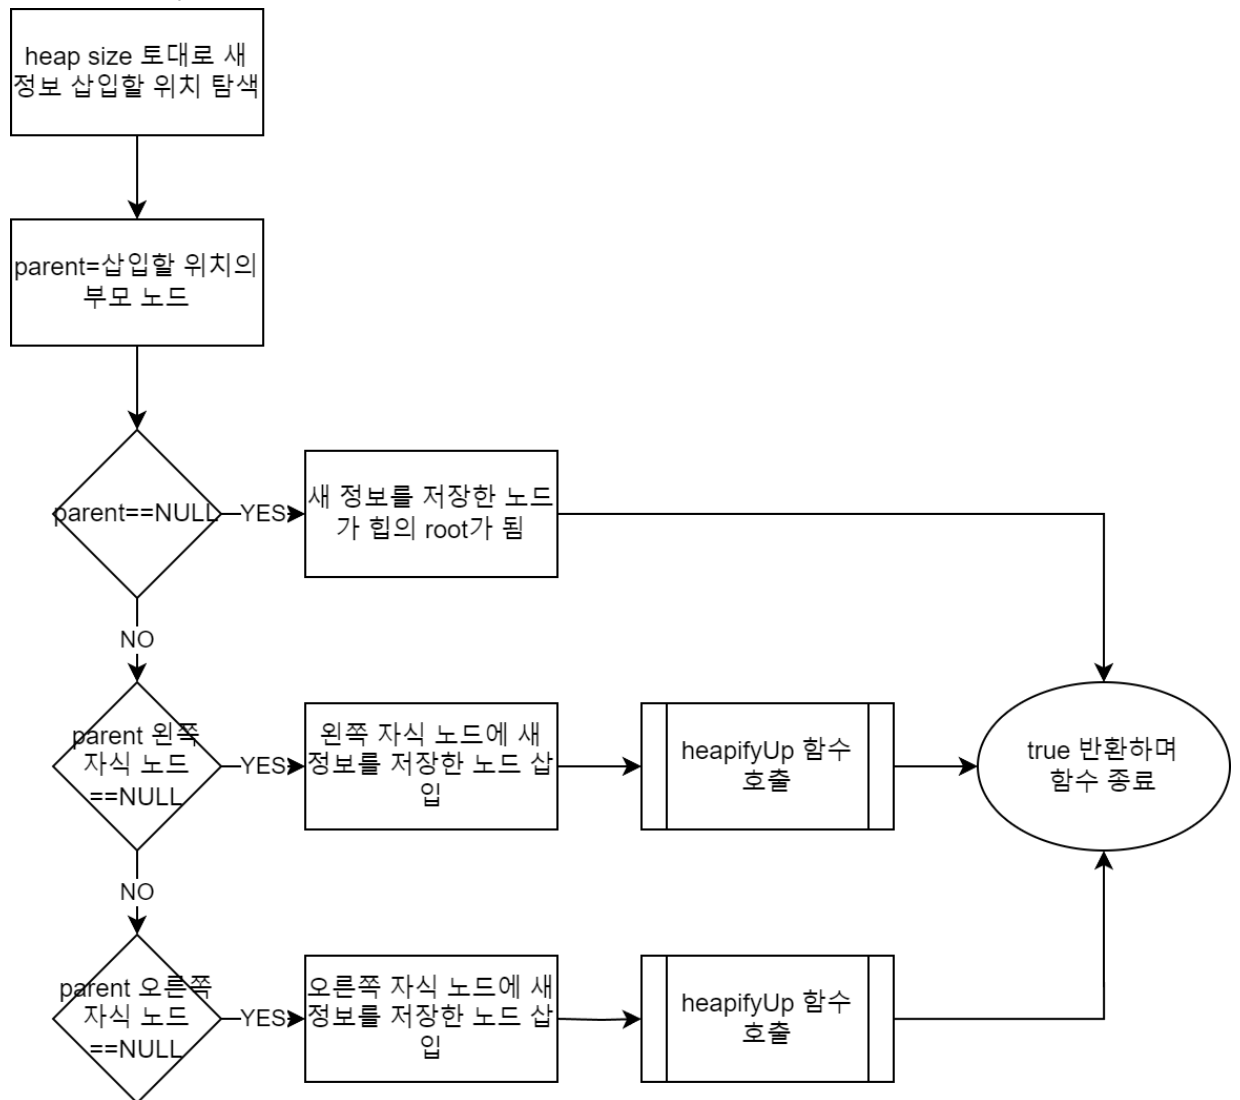 heap size 토대로 새
정보 삽입할 위치 탐색
parent=삽입할 위치의
부모 노드
parent==NULL
YES
새 정보를 저장한 노드
가 힙의 root가 됨
NO
parent 왼쪽
자식 노드
==NULL
YES
왼쪽 자식 노드에 새
정보를 저장한 노드 삽
입
heapifyUp 함수
호출
true 반환하며
함수 종료
NO
parent 오른쪽
자식 노드
==NULL
YES
오른쪽 자식 노드에 새
정보를 저장한 노드 삽
입
heapifyUp 함수
호출